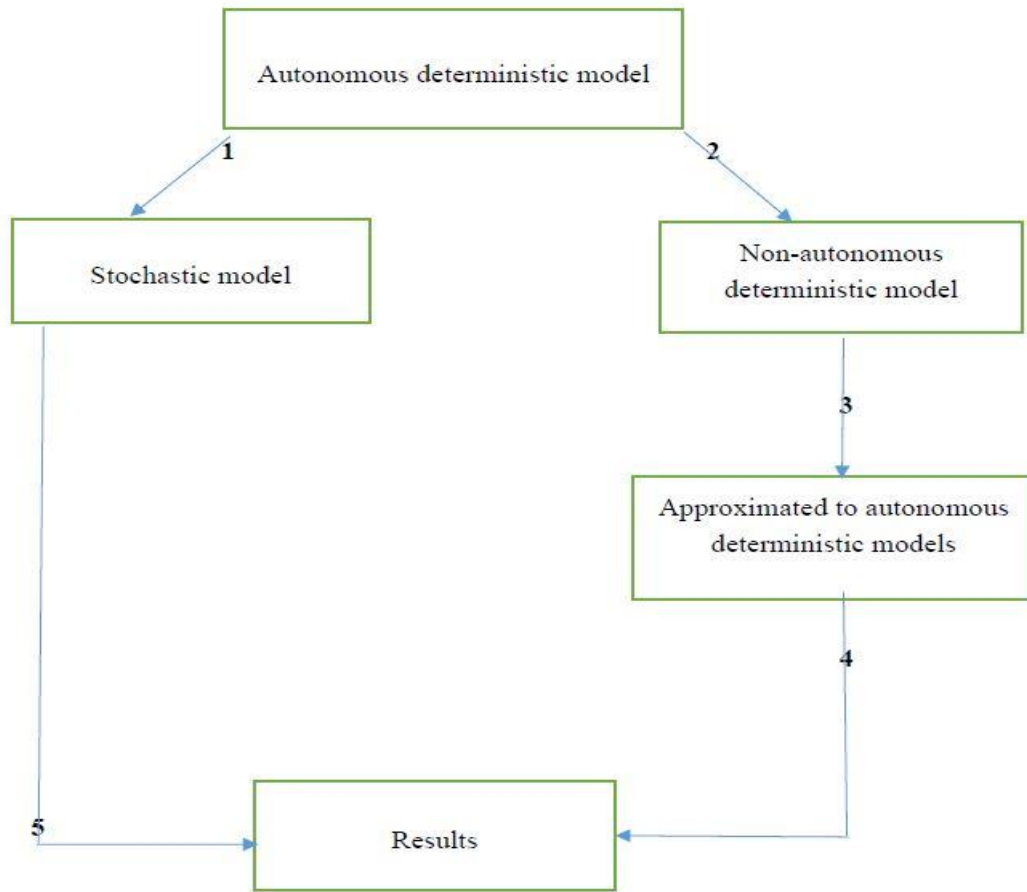 Autonomous deterministic model
1
2
Stochastic model
Non-autonomous
deterministic model
3
Approximated to autonomous
deterministic models
4
5
Results